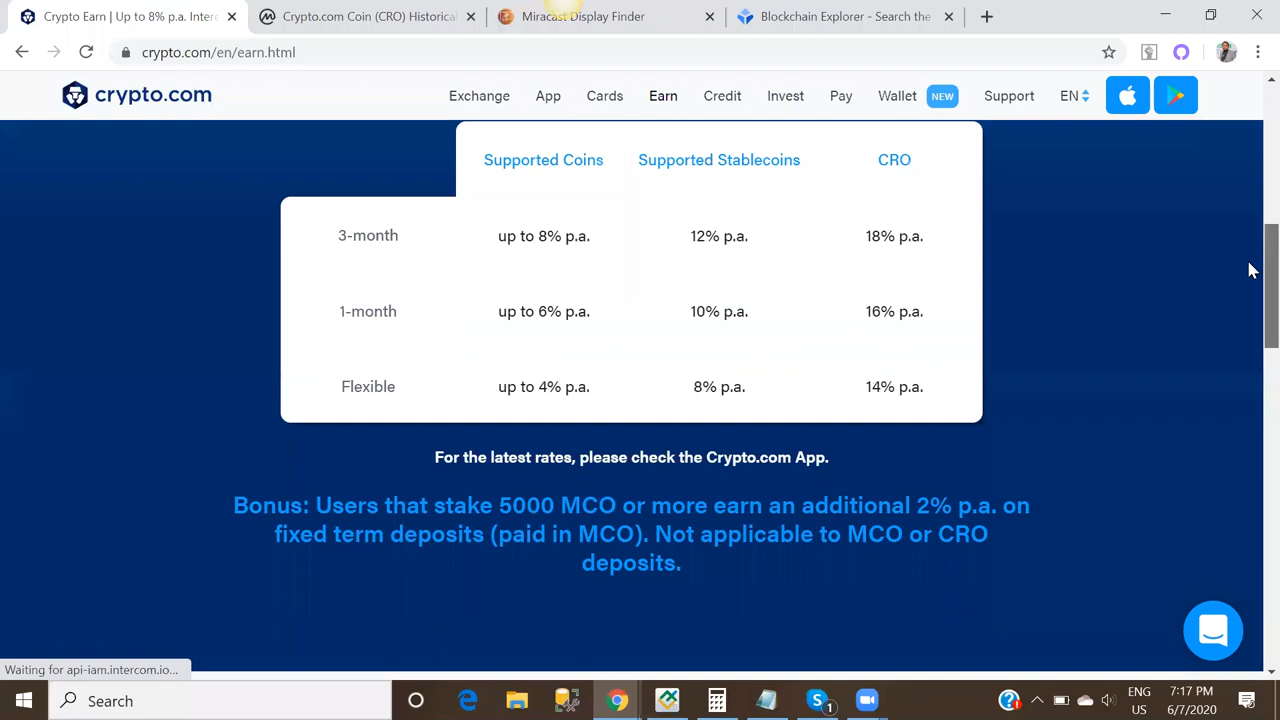 Crypto Earn | Up to 8% p.a. Inter
Crypto.com Coin (CRO) Historical
Miracast Display Finder
Blockchain Explorer - Search the
crypto.com/en/earn.html
crypto.com
Exchange
App
Cards
Earn
Credit
Invest
Pay
Wallet
NEW
Support
EN
Supported Coins
Supported Stablecoins
CRO
3-month
up to 8% p.a.
12% p.a.
18% p.a.
1-month
up to 6% p.a.
10% p.a.
16% p.a.
Flexible
up to 4% p.a.
8% p.a.
14% p.a.
For the latest rates, please check the Crypto.com App.
Bonus: Users that stake 5000 MCO or more earn an additional 2% p.a. on
fixed term deposits (paid in MCO). Not applicable to MCO or CRO
deposits.
Waiting for api-iam.intercom.io...
Search
1
ENG
US
7:17 PM
6/7/2020